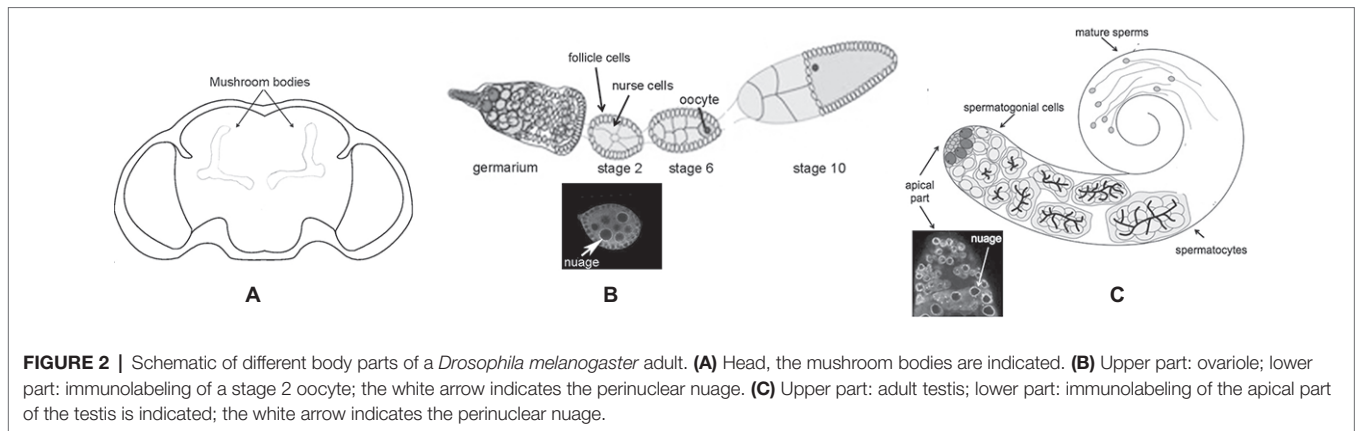 Mushroom bodies
A
follicle cells
nurse cells
oocyte
germarium
stage 2
stage 6
stage 10
nuage
B
mature sperms
spermatogonial cells
apical
part
nuage
spermatocytes
C
FIGURE 2 | Schematic of different body parts of a Drosophila melanogaster adult. (A) Head, the mushroom bodies are indicated. (B) Upper part: ovariole; lower
part: immunolabeling of a stage 2 oocyte; the white arrow indicates the perinuclear nuage. (C) Upper part: adult testis; lower part: immunolabeling of the apical part
of the testis is indicated; the white arrow indicates the perinuclear nuage.